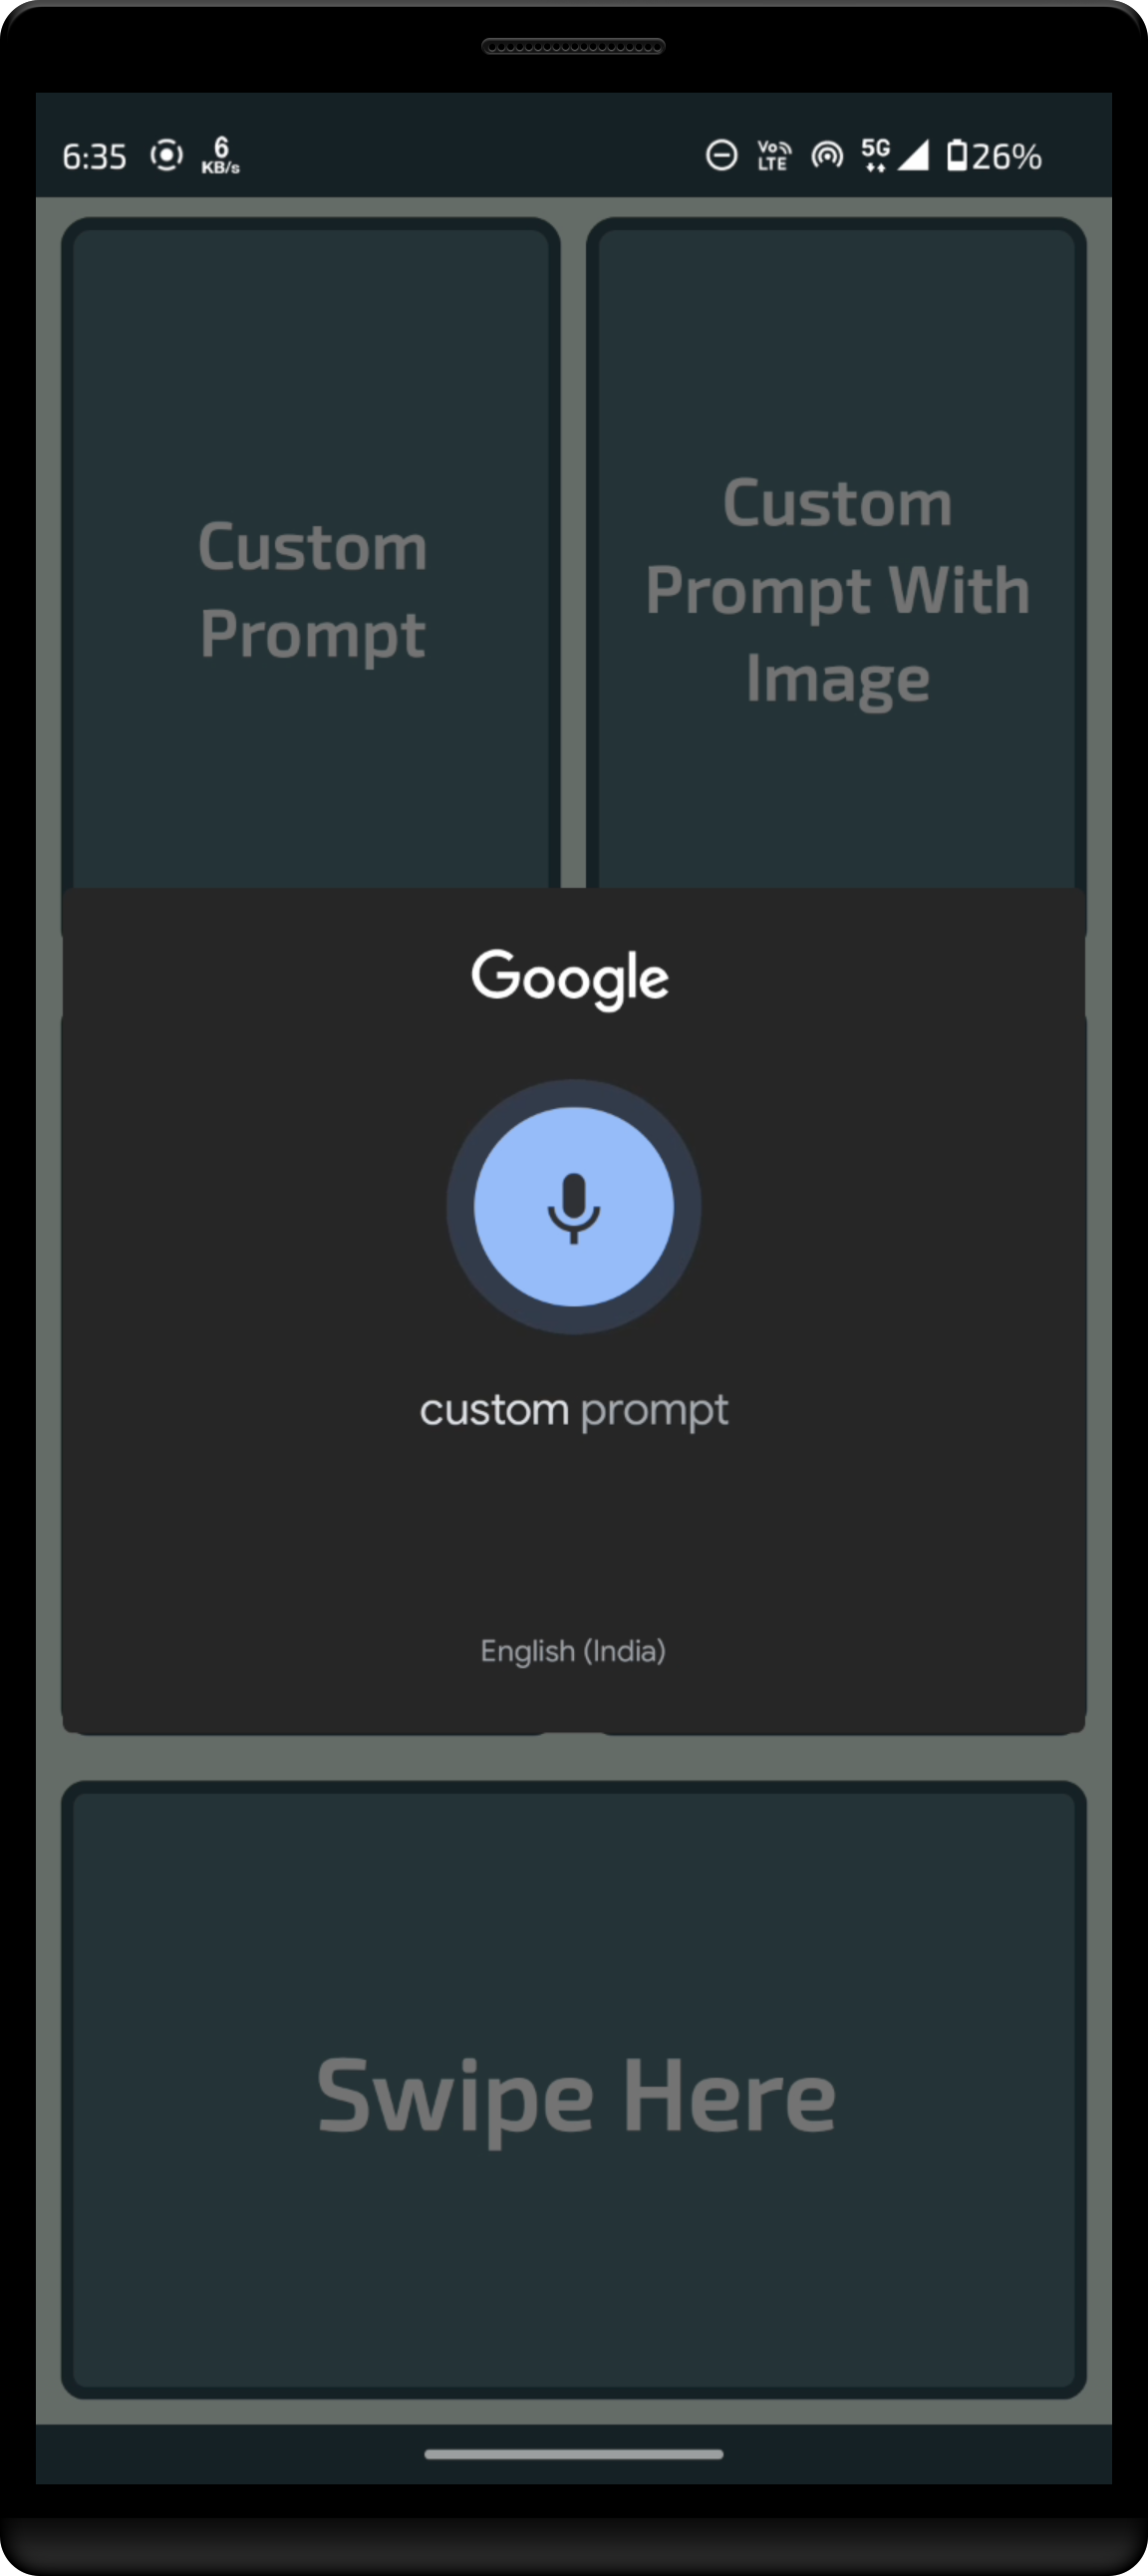 6:35 6 KB/s Vo LTE 5G 26%
Custom
Prompt
Custom
Prompt With
Image
Google
custom prompt
English (India)
Swipe Here